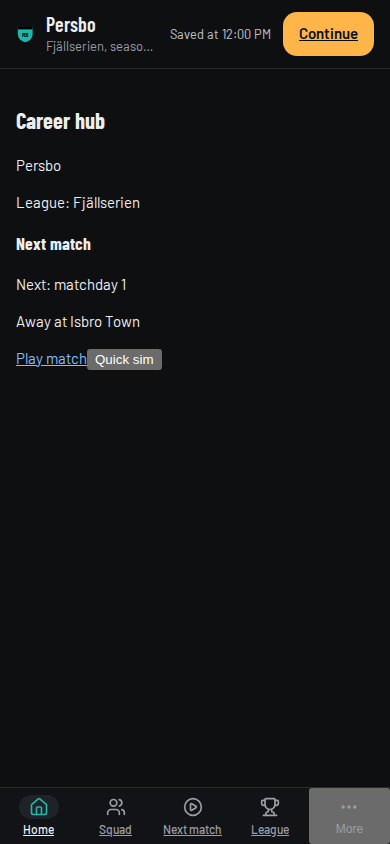 Persbo
Fjällserien, seaso...
Saved at 12:00 PM
Continue
Career hub
Persbo
League: Fjällserien
Next match
Next: matchday 1
Away at Isbro Town
Play match Quick sim
Home Squad Next match League More